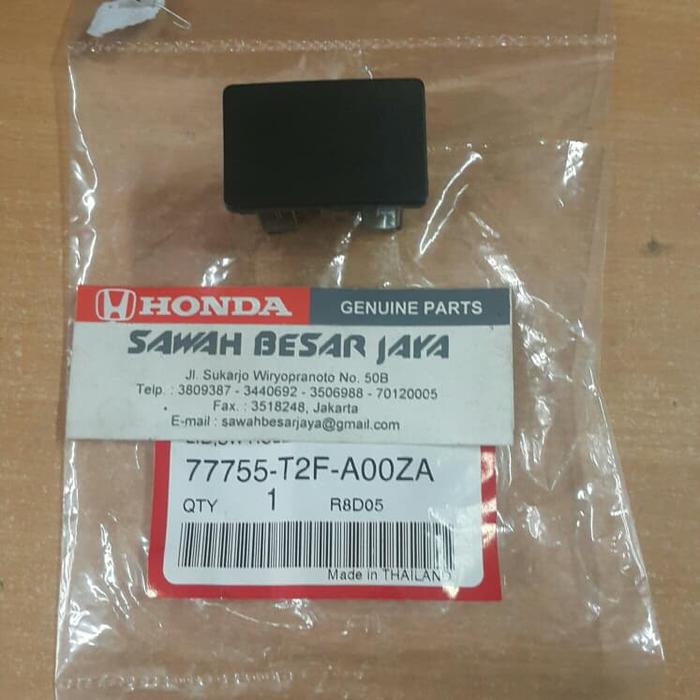 HONDA GENUINE PARTS
SAWAH BESAR JAYA
Jl. Sukarjo Wiryopranoto No. 50B
Telp. : 3809387 - 3440692 - 3506988 - 70120005
Fax. : 3518248, Jakarta
E-mail : sawahbesarjaya@gmail.com
77755-T2F-A00ZA
QTY 1 R8D05
Made in THAILAND